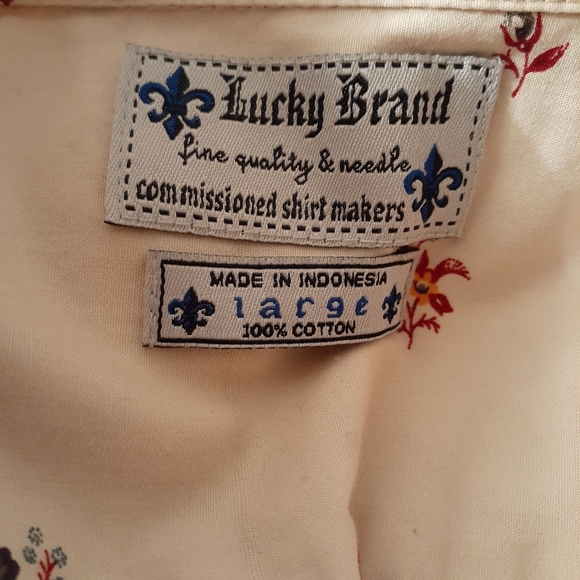 Lucky Brand
fine quality & needle
commissioned shirt makers
MADE IN INDONESIA
large
100% COTTON